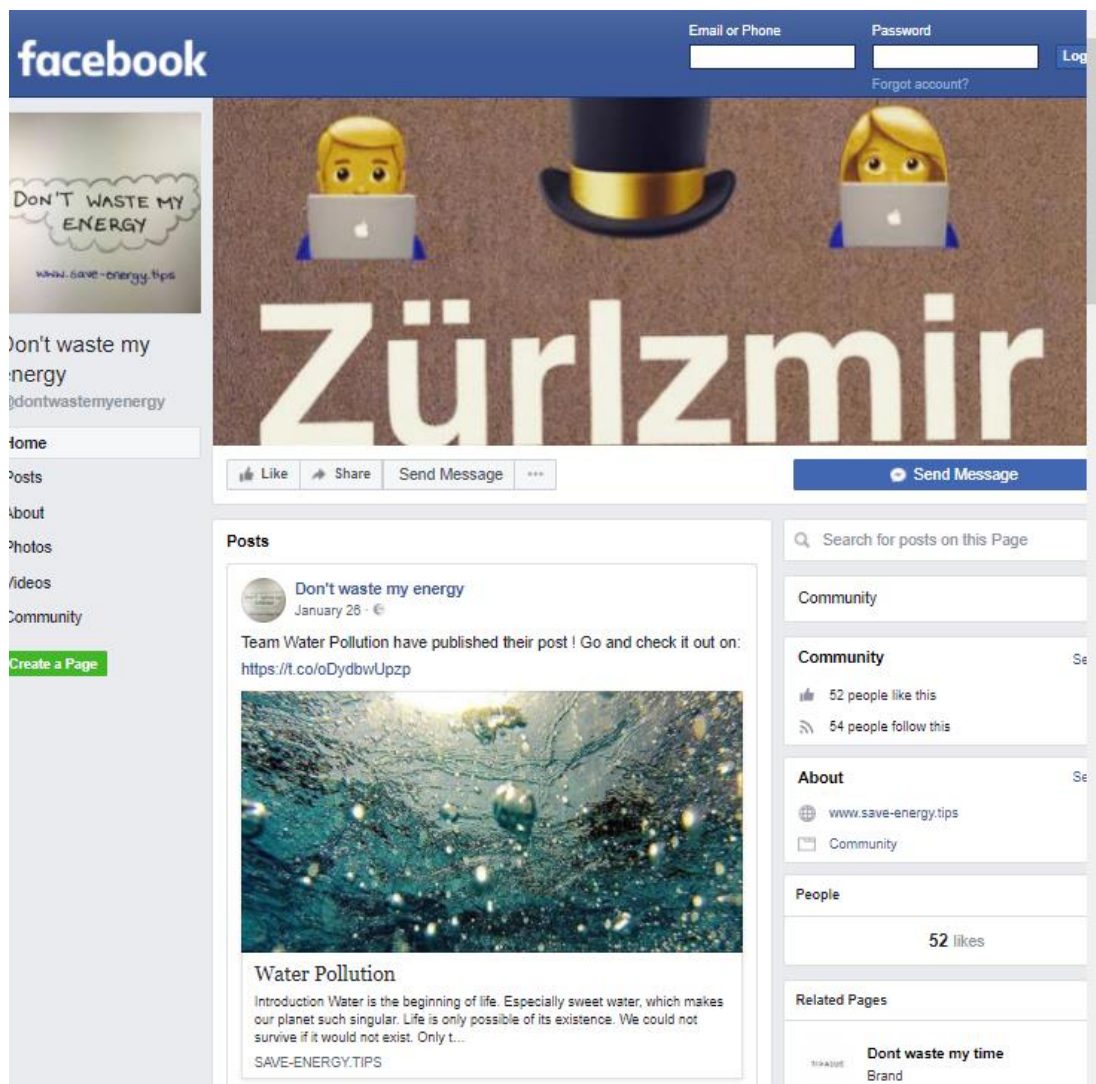 facebook
Email or Phone
Password
Log
Forgot account?
DON'T WASTE MY
ENERGY
www.save-energy.tips
Don't waste my
energy
@dontwastemyenergy
Home
Posts
About
Photos
Videos
Community
Create a Page
ZürIzmir
Like
Share
Send Message
...
Send Message
Posts
Don't waste my energy
January 26 ·
Team Water Pollution have published their post ! Go and check it out on:
https://t.co/oDydbwUpzp
Water Pollution
Introduction Water is the beginning of life. Especially sweet water, which makes
our planet such singular. Life is only possible of its existence. We could not
survive if it would not exist. Only t...
SAVE-ENERGY.TIPS
Search for posts on this Page
Community
Community
Se
52 people like this
54 people follow this
About
Se
www.save-energy.tips
Community
People
52 likes
Related Pages
Dont waste my time
Brand